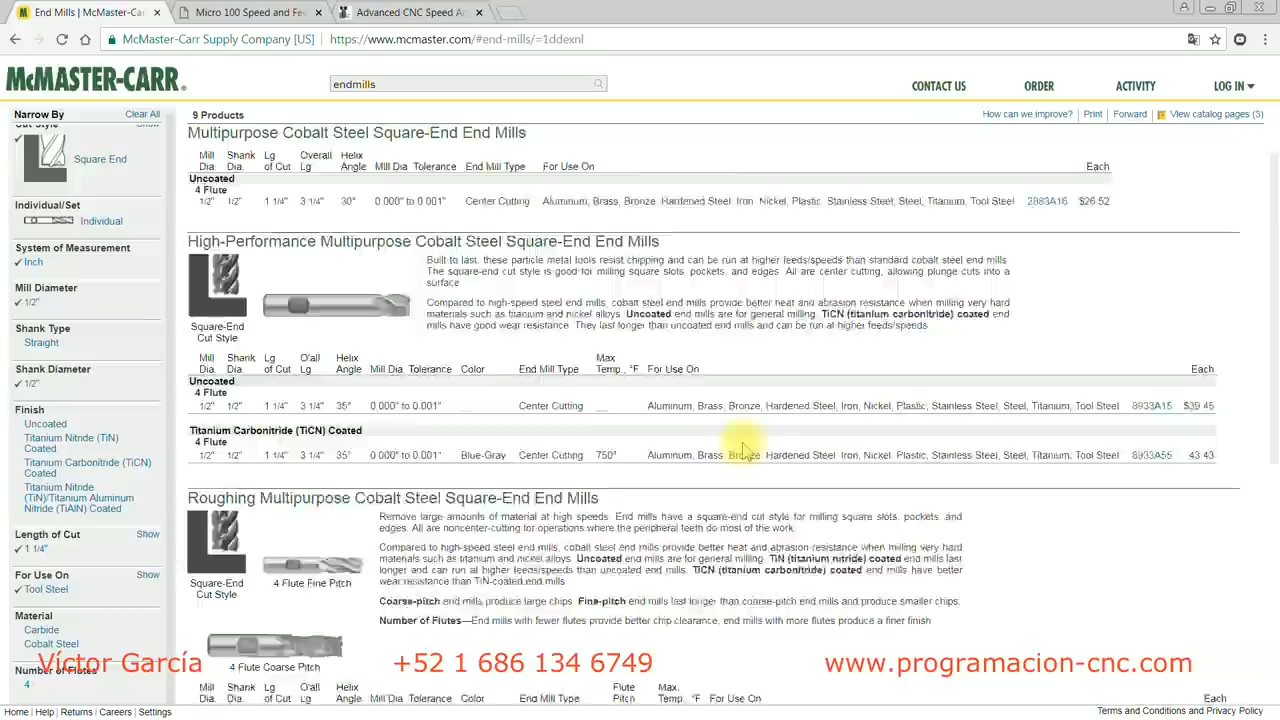 End Mills | McMaster-Car
Micro 100 Speed and Fee
Advanced CNC Speed An
McMaster-Carr Supply Company [US]
https://www.mcmaster.com/#end-mills/=1ddexnl
McMASTER-CARR®
endmills
CONTACT US
ORDER
ACTIVITY
LOG IN
Narrow By
Clear All
Show
Square End
Individual/Set
Individual
System of Measurement
Inch
Mill Diameter
1/2"
Shank Type
Straight
Shank Diameter
1/2"
Finish
Uncoated
Titanium Nitride (TiN)
Coated
Titanium Carbonitride (TiCN)
Coated
Titanium Nitride
(TiN)/Titanium Aluminum
Nitride (TiAlN) Coated
Length of Cut Show
1 1/4"
For Use On Show
Tool Steel
Material
Carbide
Cobalt Steel
Number of Flutes
4
9 Products
How can we improve? | Print | Forward | View catalog pages (3)
Multipurpose Cobalt Steel Square-End End Mills
Mill Shank Lg Overall Helix
Dia. Dia. of Cut Lg Angle Mill Dia Tolerance End Mill Type For Use On Each
Uncoated
4 Flute
1/2" 1/2" 1 1/4" 3 1/4" 30° 0.000" to 0.001" Center Cutting Aluminum, Brass, Bronze, Hardened Steel, Iron, Nickel, Plastic, Stainless Steel, Steel, Titanium, Tool Steel 2883A16 $26.52
High-Performance Multipurpose Cobalt Steel Square-End End Mills
Square-End
Cut Style
Built to last, these particle metal tools resist chipping and can be run at higher feeds/speeds than standard cobalt steel end mills.
The square-end cut style is good for milling square slots, pockets, and edges. All are center cutting, allowing plunge cuts into a
surface.
Compared to high-speed steel end mills, cobalt steel end mills provide better heat and abrasion resistance when milling very hard
materials such as titanium and nickel alloys. Uncoated end mills are for general milling. TiCN (titanium carbonitride) coated end
mills have good wear resistance. They last longer than uncoated end mills and can be run at higher feeds/speeds.
Mill Shank Lg O'all Helix Max
Dia. Dia. of Cut Lg Angle Mill Dia. Tolerance Color End Mill Type Temp., °F For Use On Each
Uncoated
4 Flute
1/2" 1/2" 1 1/4" 3 1/4" 35° 0.000" to 0.001" __ Center Cutting __ Aluminum, Brass, Bronze, Hardened Steel, Iron, Nickel, Plastic, Stainless Steel, Steel, Titanium, Tool Steel 8933A15 $39.45
Titanium Carbonitride (TiCN) Coated
4 Flute
1/2" 1/2" 1 1/4" 3 1/4" 35° 0.000" to 0.001" Blue-Gray Center Cutting 750° Aluminum, Brass, Bronze, Hardened Steel, Iron, Nickel, Plastic, Stainless Steel, Steel, Titanium, Tool Steel 8933A55 43.43
Roughing Multipurpose Cobalt Steel Square-End End Mills
Square-End
Cut Style
4 Flute Fine Pitch
4 Flute Coarse Pitch
Remove large amounts of material at high speeds. End mills have a square-end cut style for milling square slots, pockets, and
edges. All are noncenter-cutting for operations where the peripheral teeth do most of the work.
Compared to high-speed steel end mills, cobalt steel end mills provide better heat and abrasion resistance when milling very hard
materials such as titanium and nickel alloys. Uncoated end mills are for general milling. TiN (titanium nitride) coated end mills last
longer and can run at higher feeds/speeds than uncoated end mills. TiCN (titanium carbonitride) coated end mills have better
wear resistance than TiN-coated end mills.
Coarse-pitch end mills produce large chips. Fine-pitch end mills last longer than coarse-pitch end mills and produce smaller chips.
Number of Flutes—End mills with fewer flutes provide better chip clearance; end mills with more flutes produce a finer finish
Mill Shank Lg Overall Helix Flute Max.
Dia. Dia. of Cut Lg Angle Mill Dia. Tolerance Color End Mill Type Pitch Temp., °F For Use On Each
Víctor García +52 1 686 134 6749 www.programacion-cnc.com
Home | Help | Returns | Careers | Settings
Terms and Conditions and Privacy Policy